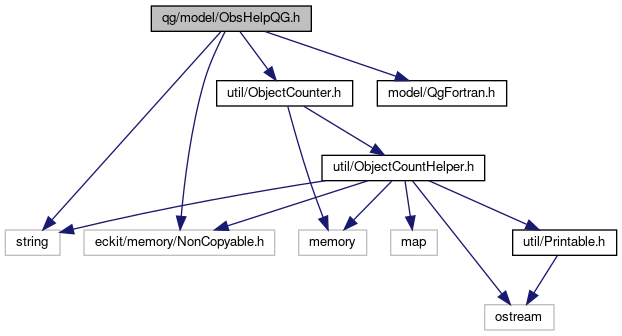 qg/model/ObsHelpQG.h
util/ObjectCounter.h
model/QgFortran.h
util/ObjectCountHelper.h
string
eckit/memory/NonCopyable.h
memory
map
util/Printable.h
ostream